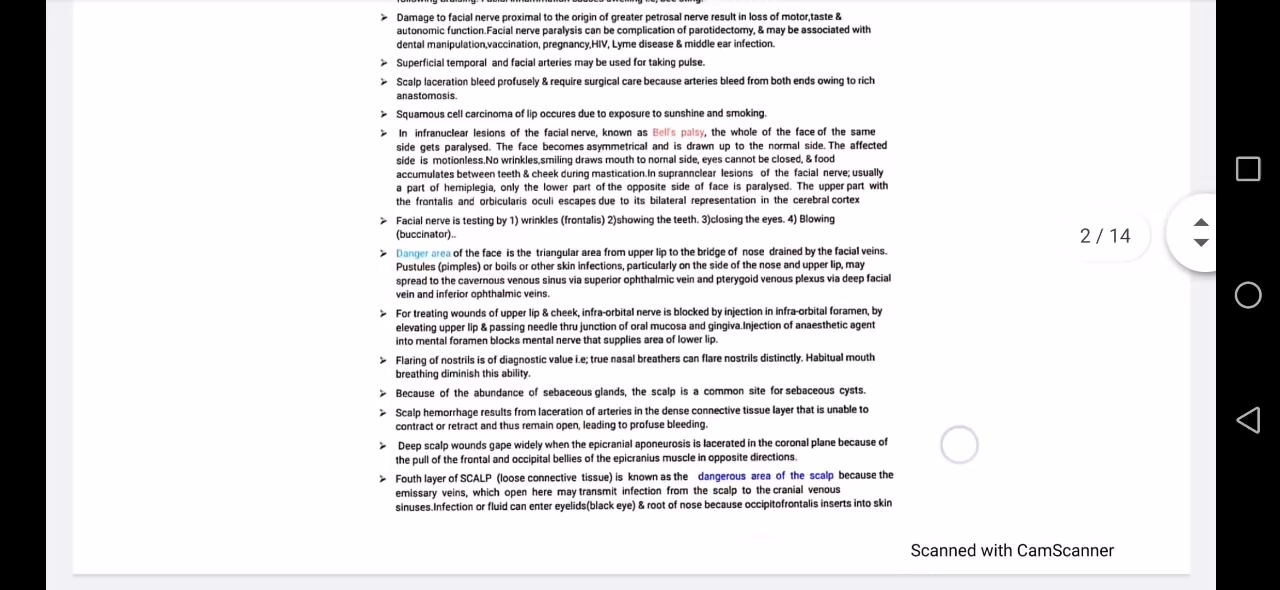 ➢ Damage to facial nerve proximal to the origin of greater petrosal nerve result in loss of motor,taste &
autonomic function.Facial nerve paralysis can be complication of parotidectomy, & may be associated with
dental manipulation,vaccination, pregnancy,HIV, Lyme disease & middle ear infection.
➢ Superficial temporal and facial arteries may be used for taking pulse.
➢ Scalp laceration bleed profusely & require surgical care because arteries bleed from both ends owing to rich
anastomosis.
➢ Squamous cell carcinoma of lip occures due to exposure to sunshine and smoking.
➢ In infranuclear lesions of the facial nerve, known as Bell's palsy, the whole of the face of the same
side gets paralysed. The face becomes asymmetrical and is drawn up to the normal side. The affected
side is motionless.No wrinkles,smiling draws mouth to nornal side, eyes cannot be closed, & food
accumulates between teeth & cheek during mastication.In suprannclear lesions of the facial nerve; usually
a part of hemiplegia, only the lower part of the opposite side of face is paralysed. The upper part with
the frontalis and orbicularis oculi escapes due to its bilateral representation in the cerebral cortex
➢ Facial nerve is testing by 1) wrinkles (frontalis) 2)showing the teeth. 3)closing the eyes. 4) Blowing
(buccinator)..
➢ Danger area of the face is the triangular area from upper lip to the bridge of nose drained by the facial veins.
Pustules (pimples) or boils or other skin infections, particularly on the side of the nose and upper lip, may
spread to the cavernous venous sinus via superior ophthalmic vein and pterygoid venous plexus via deep facial
vein and inferior ophthalmic veins.
➢ For treating wounds of upper lip & cheek, infra-orbital nerve is blocked by injection in infra-orbital foramen, by
elevating upper lip & passing needle thru junction of oral mucosa and gingiva.Injection of anaesthetic agent
into mental foramen blocks mental nerve that supplies area of lower lip.
➢ Flaring of nostrils is of diagnostic value i.e; true nasal breathers can flare nostrils distinctly. Habitual mouth
breathing diminish this ability.
➢ Because of the abundance of sebaceous glands, the scalp is a common site for sebaceous cysts.
➢ Scalp hemorrhage results from laceration of arteries in the dense connective tissue layer that is unable to
contract or retract and thus remain open, leading to profuse bleeding.
➢ Deep scalp wounds gape widely when the epicranial aponeurosis is lacerated in the coronal plane because of
the pull of the frontal and occipital bellies of the epicranius muscle in opposite directions.
➢ Fouth layer of SCALP (loose connective tissue) is known as the dangerous area of the scalp because the
emissary veins, which open here may transmit infection from the scalp to the cranial venous
sinuses.Infection or fluid can enter eyelids(black eye) & root of nose because occipitofrontalis inserts into skin
2 / 14
Scanned with CamScanner